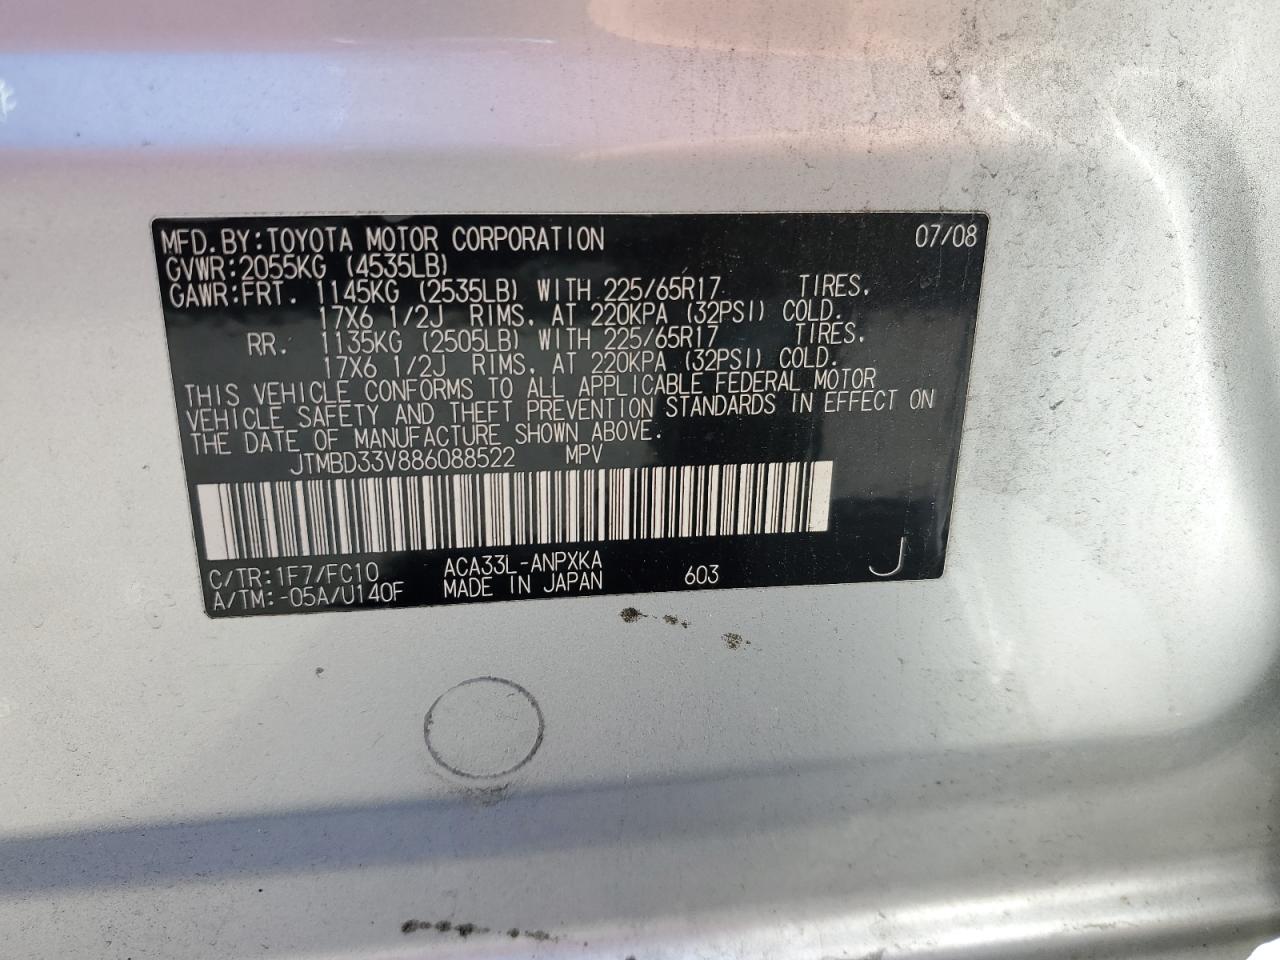 MFD.BY:TOYOTA MOTOR CORPORATION 07/08
GVWR:2055KG (4535LB)
GAWR:FRT. 1145KG (2535LB) WITH 225/65R17 TIRES.
17X6 1/2J RIMS. AT 220KPA (32PSI) COLD.
RR. 1135KG (2505LB) WITH 225/65R17 TIRES.
17X6 1/2J RIMS. AT 220KPA (32PSI) COLD.
THIS VEHICLE CONFORMS TO ALL APPLICABLE FEDERAL MOTOR
VEHICLE SAFETY AND THEFT PREVENTION STANDARDS IN EFFECT ON
THE DATE OF MANUFACTURE SHOWN ABOVE.
JTMBD33V886088522 MPV
C/TR:1F7/FC10 ACA33L-ANPXKA
A/TM:-05A/U140F MADE IN JAPAN 603 J